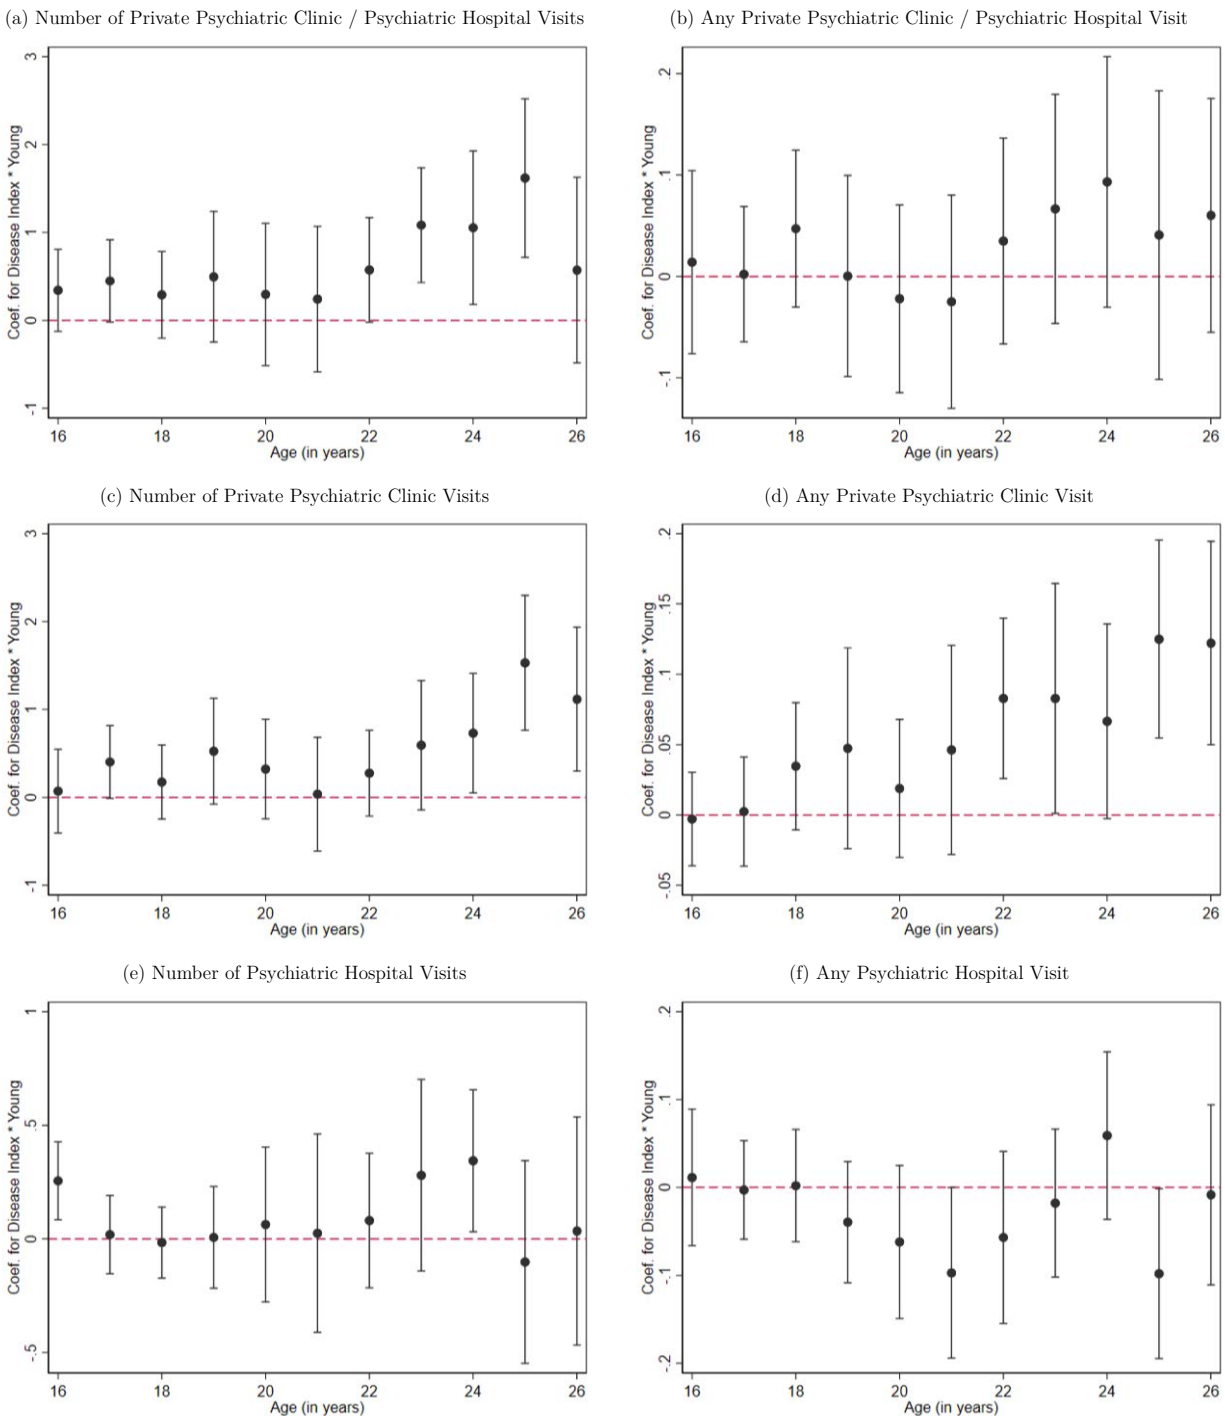 (a) Number of Private Psychiatric Clinic / Psychiatric Hospital Visits
Coef. for Disease Index * Young
3
2
1
0
-1
16 18 20 22 24 26
Age (in years)
(b) Any Private Psychiatric Clinic / Psychiatric Hospital Visit
Coef. for Disease Index * Young
.2
.1
0
-.1
16 18 20 22 24 26
Age (in years)
(c) Number of Private Psychiatric Clinic Visits
Coef. for Disease Index * Young
3
2
1
0
-1
16 18 20 22 24 26
Age (in years)
(d) Any Private Psychiatric Clinic Visit
Coef. for Disease Index * Young
.2
.15
.1
.05
0
-.05
16 18 20 22 24 26
Age (in years)
(e) Number of Psychiatric Hospital Visits
Coef. for Disease Index * Young
1
.5
0
-.5
16 18 20 22 24 26
Age (in years)
(f) Any Psychiatric Hospital Visit
Coef. for Disease Index * Young
.2
.1
0
-.1
-.2
16 18 20 22 24 26
Age (in years)